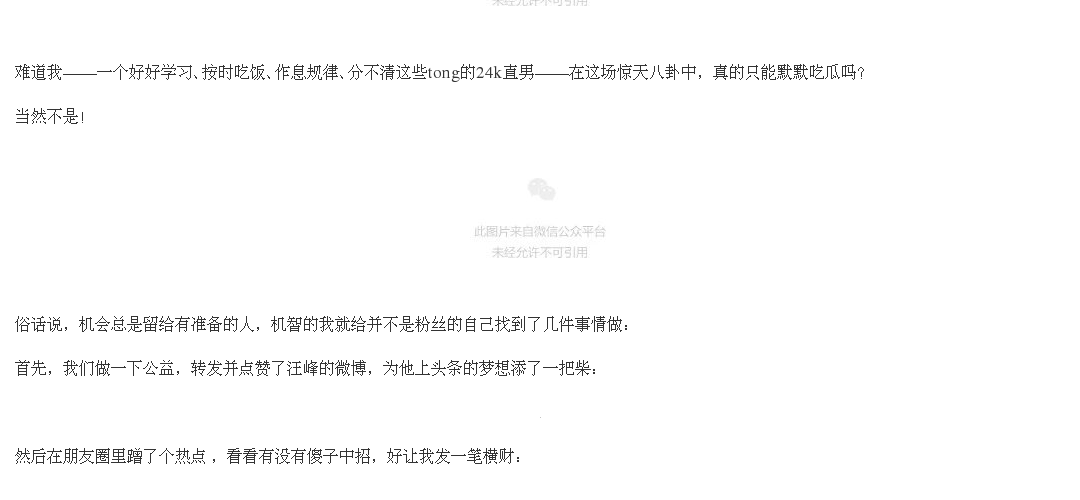 未经允许不可引用
难道我——一个好好学习、按时吃饭、作息规律、分不清这些tong的24k直男——在这场惊天八卦中，真的只能默默吃瓜吗？
当然不是！
此图片来自微信公众平台
未经允许不可引用
俗话说，机会总是留给有准备的人，机智的我就给并不是粉丝的自己找到了几件事情做：
首先，我们做一下公益，转发并点赞了汪峰的微博，为他上头条的梦想添了一把柴：
然后在朋友圈里蹭了个热点 ，看看有没有傻子中招，好让我发一笔横财：